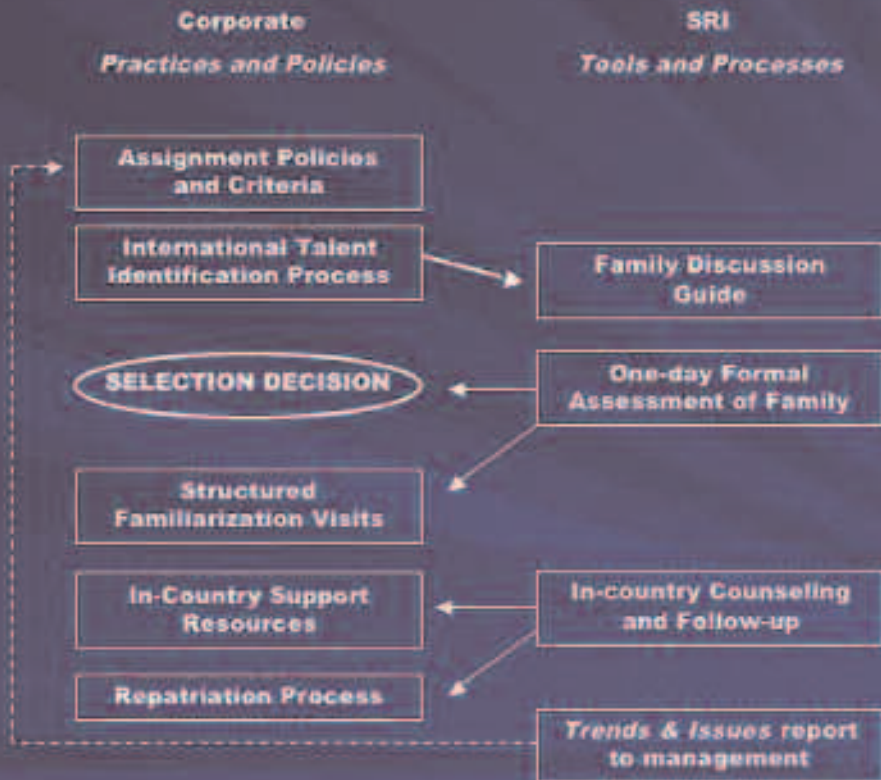 Corporate
Practices and Policies
SRI
Tools and Processes
Assignment Policies
and Criteria
International Talent
Identification Process
Family Discussion
Guide
SELECTION DECISION
One-day Formal
Assessment of Family
Structured
Familiarization Visits
In-Country Support
Resources
In-country Counseling
and Follow-up
Repatriation Process
Trends & Issues report
to management